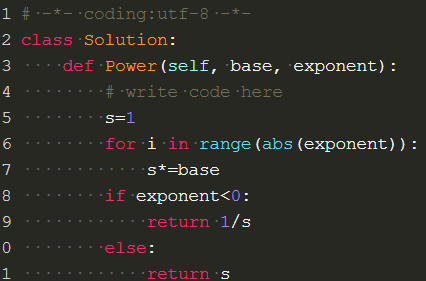 1 # -*- coding:utf-8 -*-
2 class Solution:
3     def Power(self, base, exponent):
4         # write code here
5         s=1
6         for i in range(abs(exponent)):
7             s*=base
8         if exponent<0:
9             return 1/s
0         else:
1             return s